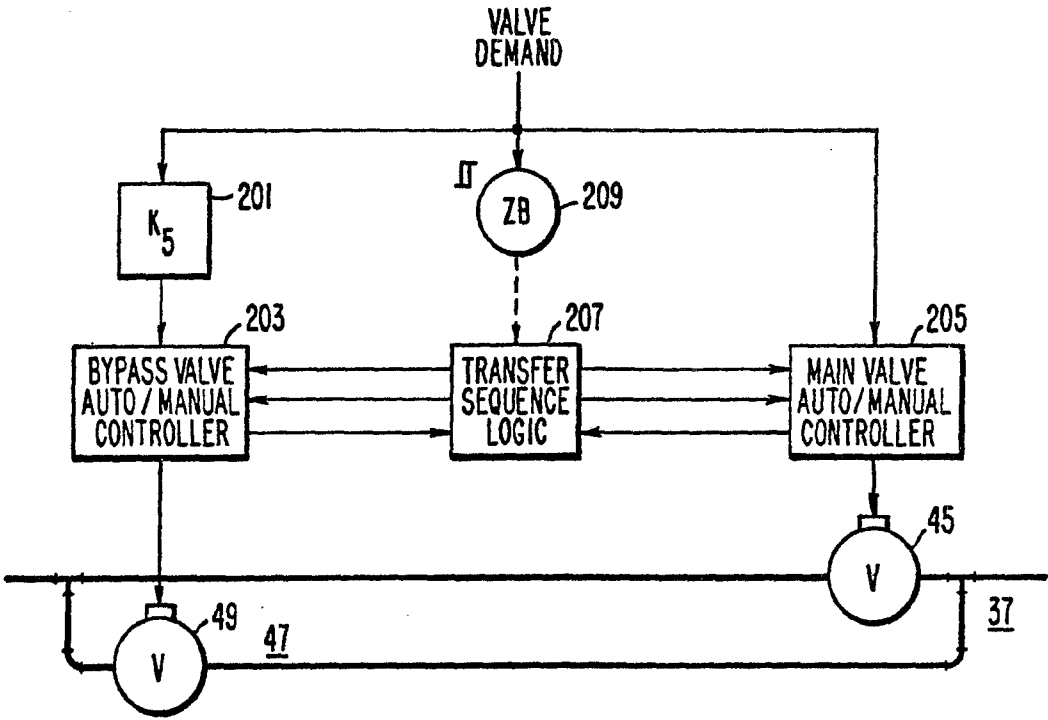 VALVE
DEMAND
201
K5
ZB
209
203
207
205
BYPASS VALVE
AUTO/MANUAL
CONTROLLER
TRANSFER
SEQUENCE
LOGIC
MAIN VALVE
AUTO/MANUAL
CONTROLLER
45
V
49
47
37
V